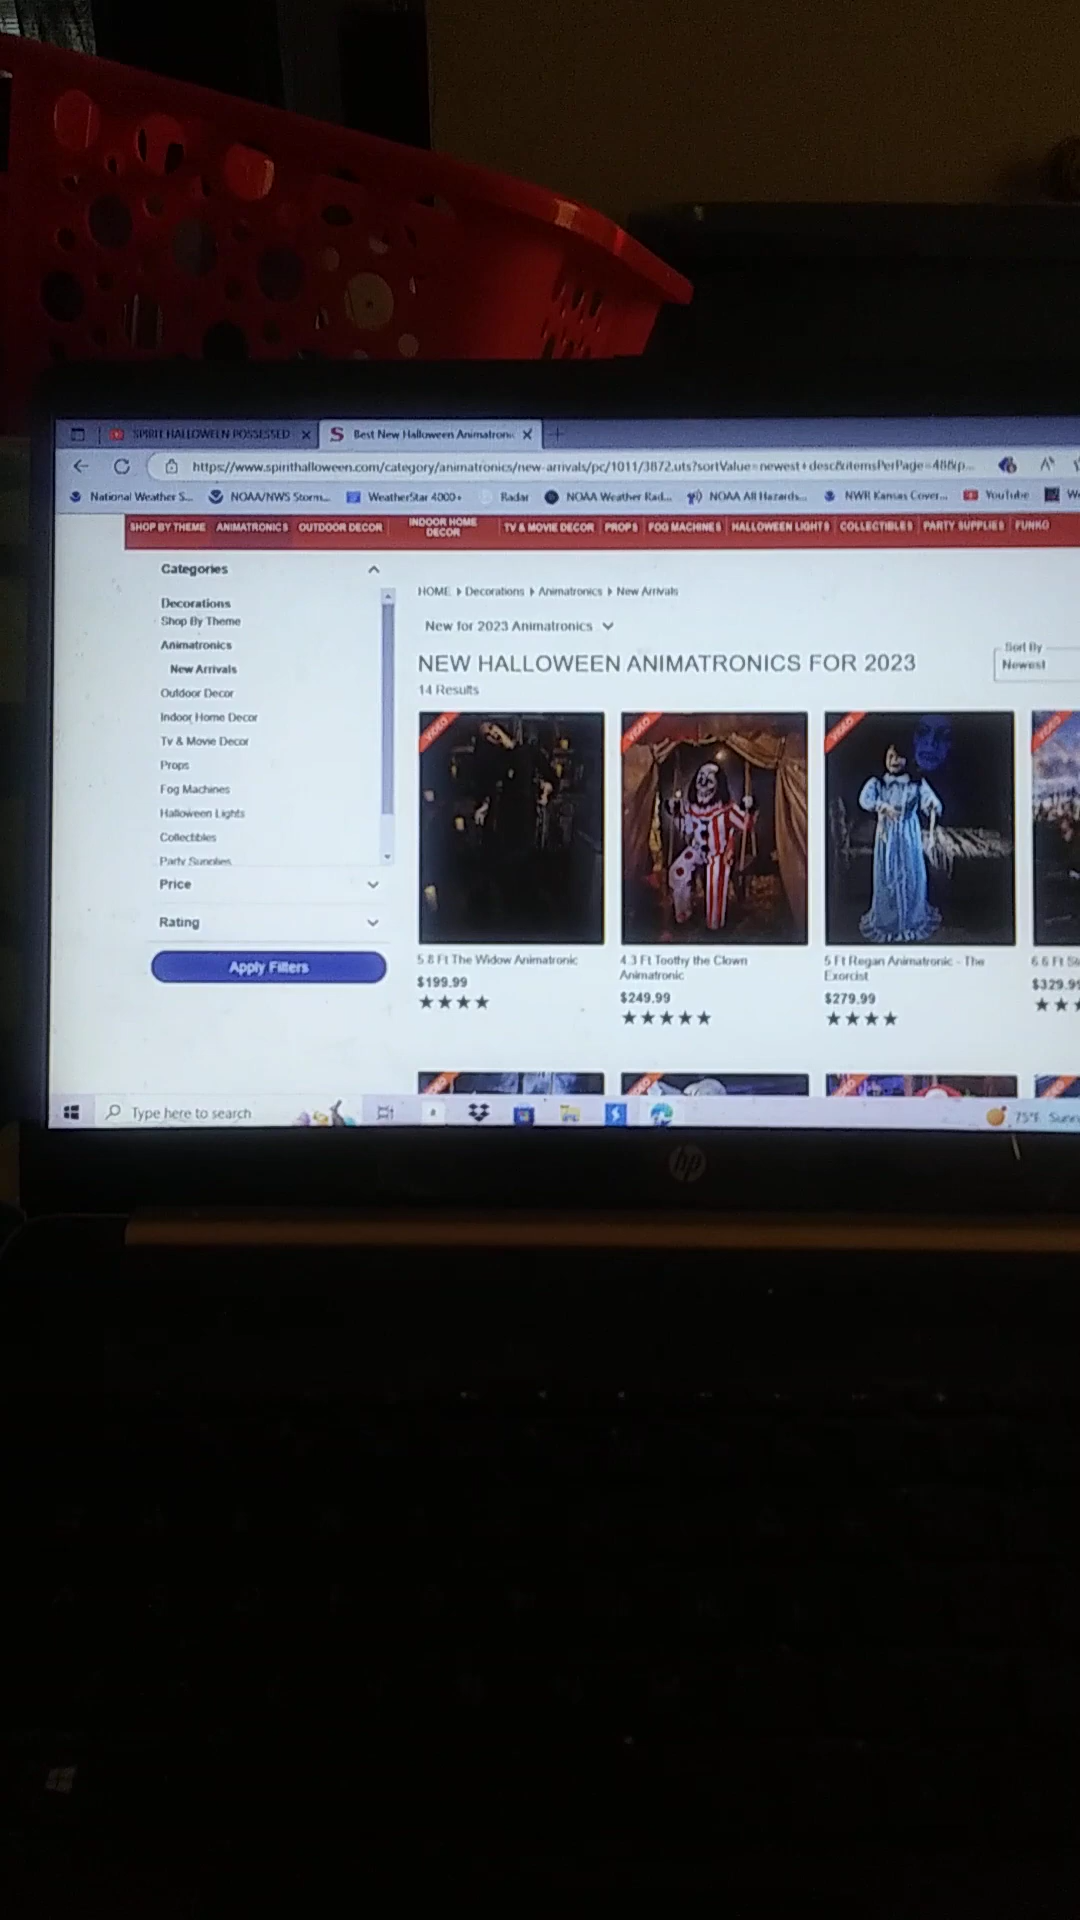 SPIRIT HALLOWEEN POSSESSED
Best New Halloween Animatronic
https://www.spirithalloween.com/category/animatronics/new-arrivals/pc/1011/3872.uts?sortValue=newest+desc&itemsPerPage=48&p...
National Weather S... NOAA/NWS Storm... WeatherStar 4000+ Radar NOAA Weather Rad... NOAA All Hazards... NWR Kansas Cover... YouTube
SHOP BY THEME ANIMATRONICS OUTDOOR DECOR INDOOR HOME DECOR TV & MOVIE DECOR PROPS FOG MACHINES HALLOWEEN LIGHTS COLLECTIBLES PARTY SUPPLIES FUNKO
Categories
Decorations
Shop By Theme
Animatronics
New Arrivals
Outdoor Decor
Indoor Home Decor
Tv & Movie Decor
Props
Fog Machines
Halloween Lights
Collectibles
Party Supplies
Price
Rating
Apply Filters
HOME Decorations Animatronics New Arrivals
New for 2023 Animatronics
NEW HALLOWEEN ANIMATRONICS FOR 2023
14 Results
Sort By
Newest
VIDEO
VIDEO
VIDEO
VIDEO
5.8 Ft The Widow Animatronic
$199.99
4.3 Ft Toothy the Clown
Animatronic
$249.99
5 Ft Regan Animatronic - The
Exorcist
$279.99
6.6 Ft
$329.99
Type here to search
75°F
hp